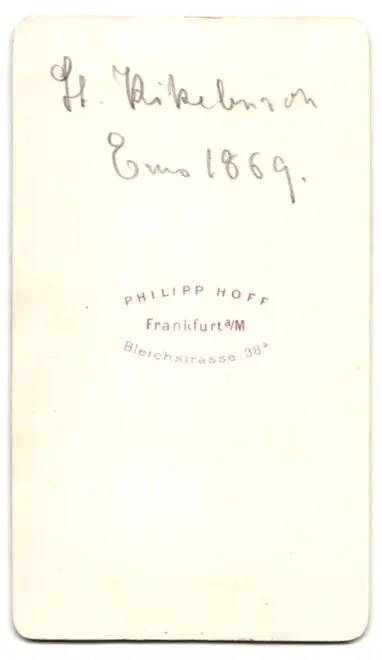 Ems 1869.
PHILIPP HOFF
Frankfurt a/M
Bleichstrasse 38ᵃ